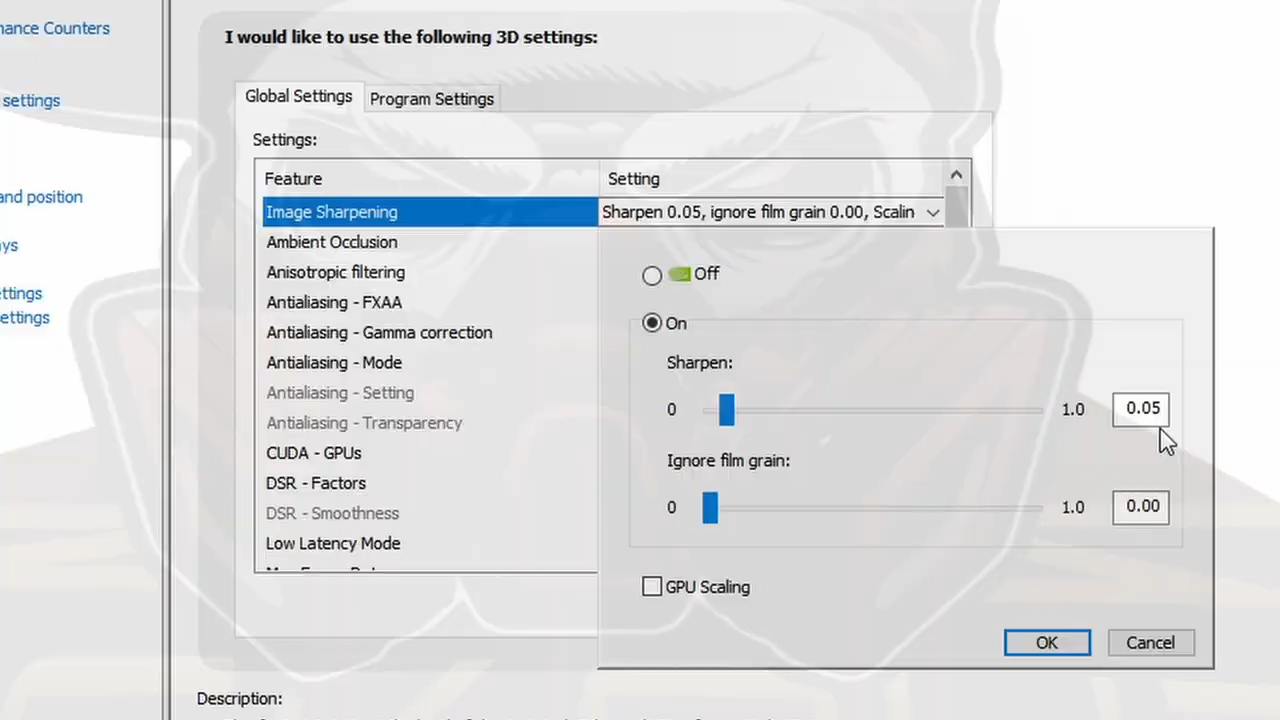 ance Counters
settings
and position
ys
ettings
ettings
I would like to use the following 3D settings:
Global Settings
Program Settings
Settings:
Feature
Setting
Image Sharpening
Sharpen 0.05, ignore film grain 0.00, Scalin
Ambient Occlusion
Anisotropic filtering
Antialiasing - FXAA
Antialiasing - Gamma correction
Antialiasing - Mode
Antialiasing - Setting
Antialiasing - Transparency
CUDA - GPUs
DSR - Factors
DSR - Smoothness
Low Latency Mode
Off
On
Sharpen:
0
1.0
0.05
Ignore film grain:
0
1.0
0.00
GPU Scaling
OK
Cancel
Description: